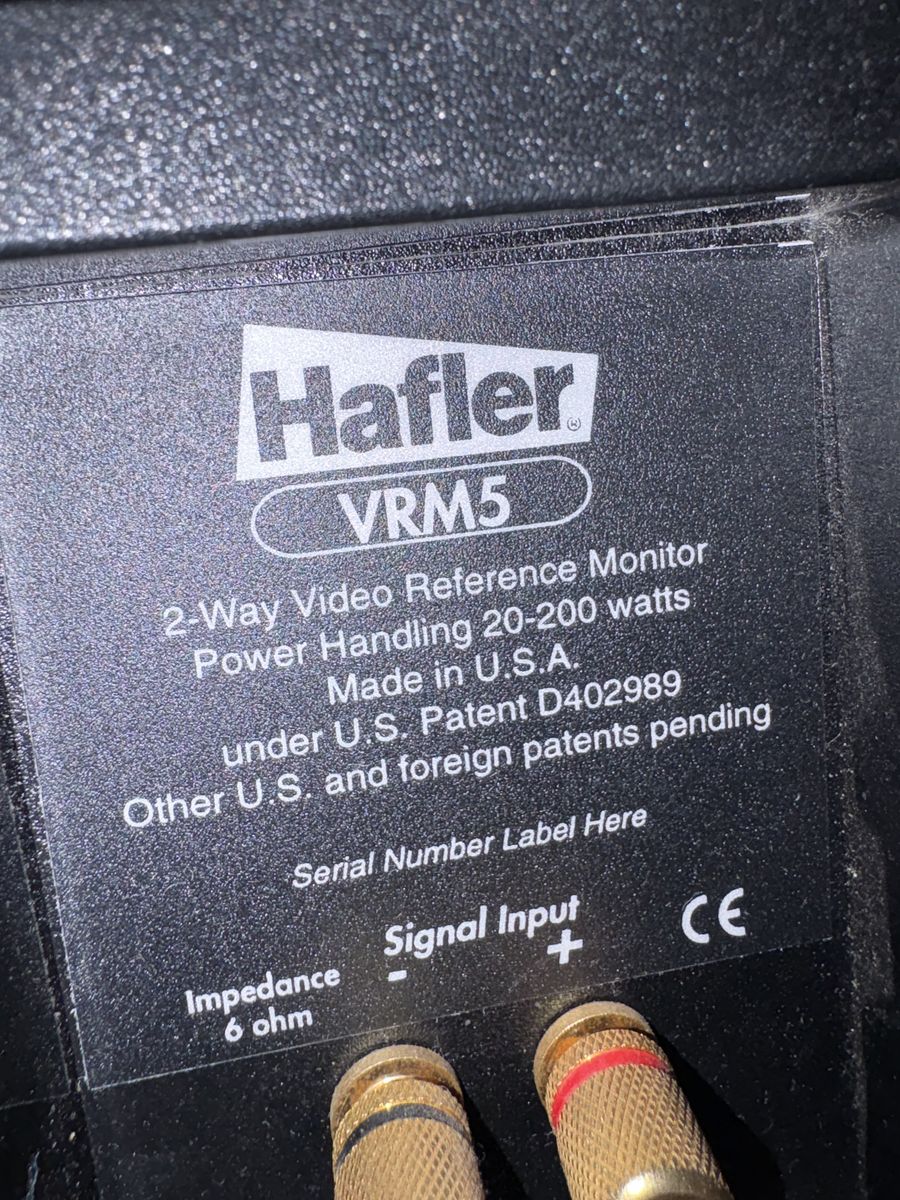 Hafler®
VRM5
2-Way Video Reference Monitor
Power Handling 20-200 watts
Made in U.S.A.
under U.S. Patent D402989
Other U.S. and foreign patents pending
Serial Number Label Here
Signal Input
- +
CE
Impedance
6 ohm